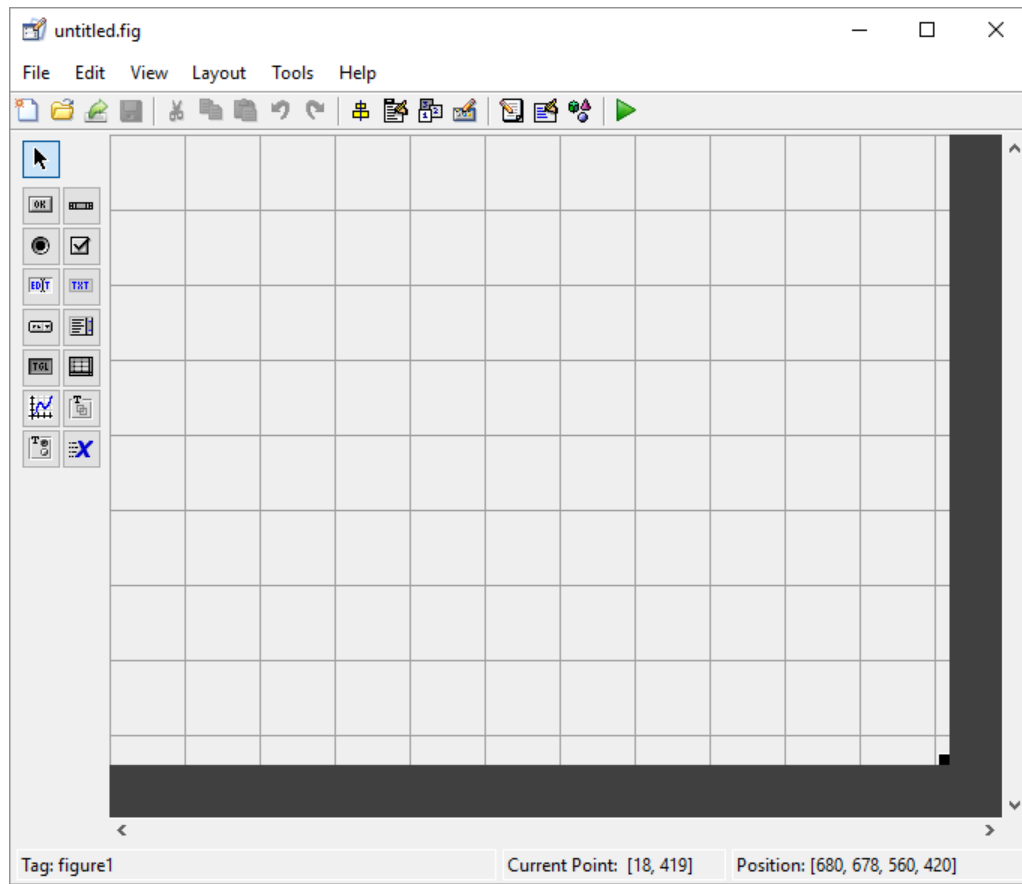 untitled.fig
File Edit View Layout Tools Help
OK
EDIT TXT
TGL
T
T X
Tag: figure1 Current Point: [18, 419] Position: [680, 678, 560, 420]